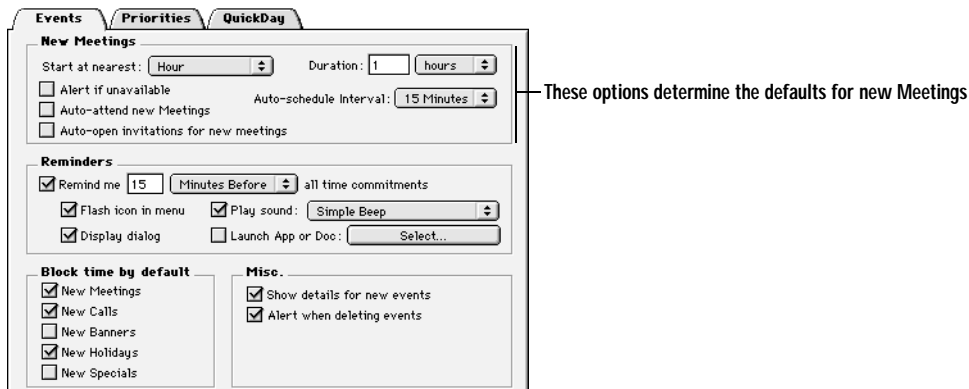 Events Priorities QuickDay
New Meetings
Start at nearest: Hour Duration: 1 hours
Alert if unavailable
Auto-schedule Interval: 15 Minutes
Auto-attend new Meetings
Auto-open invitations for new meetings
These options determine the defaults for new Meetings
Reminders
Remind me 15 Minutes Before all time commitments
Flash icon in menu Play sound: Simple Beep
Display dialog Launch App or Doc: Select...
Block time by default
New Meetings
New Calls
New Banners
New Holidays
New Specials
Misc.
Show details for new events
Alert when deleting events